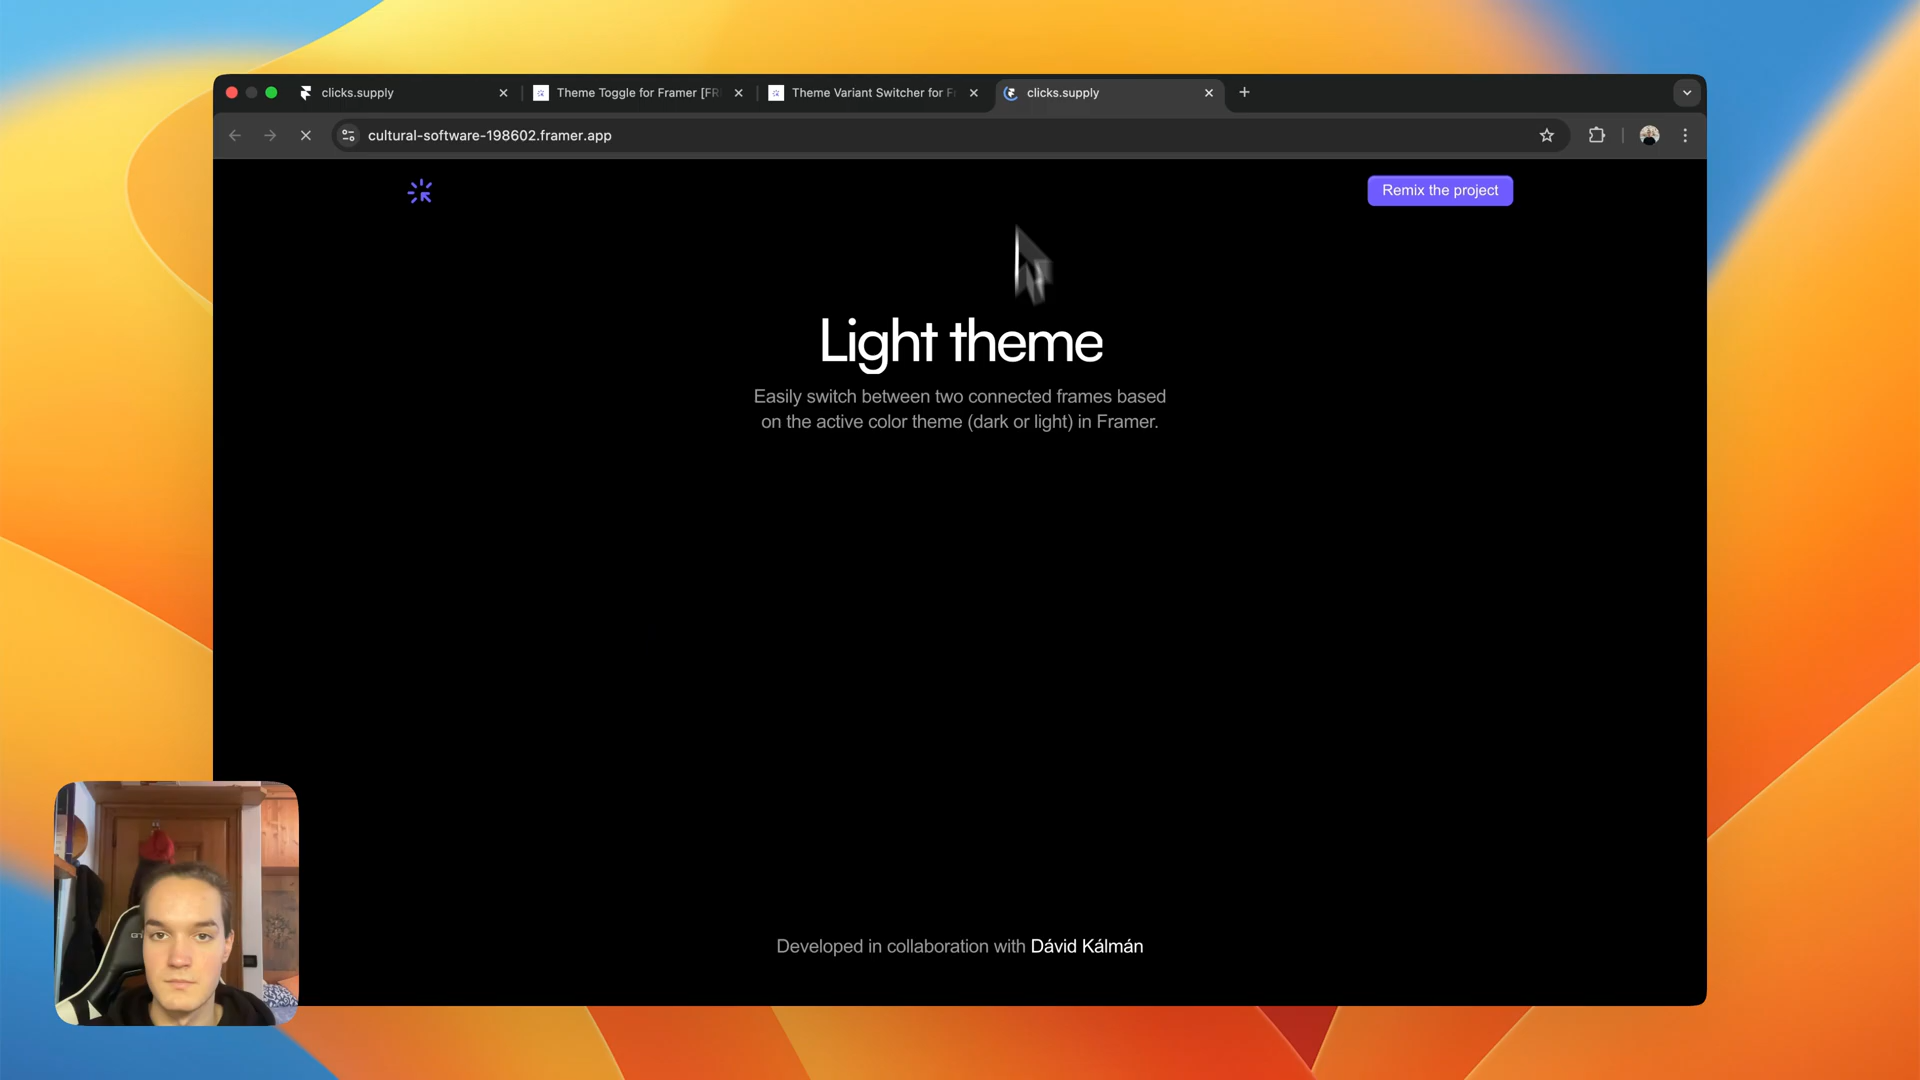 clicks.supply
Theme Toggle for Framer [FR
Theme Variant Switcher for F
clicks.supply
cultural-software-198602.framer.app
Remix the project
Light theme
Easily switch between two connected frames based
on the active color theme (dark or light) in Framer.
Developed in collaboration with Dávid Kálmán